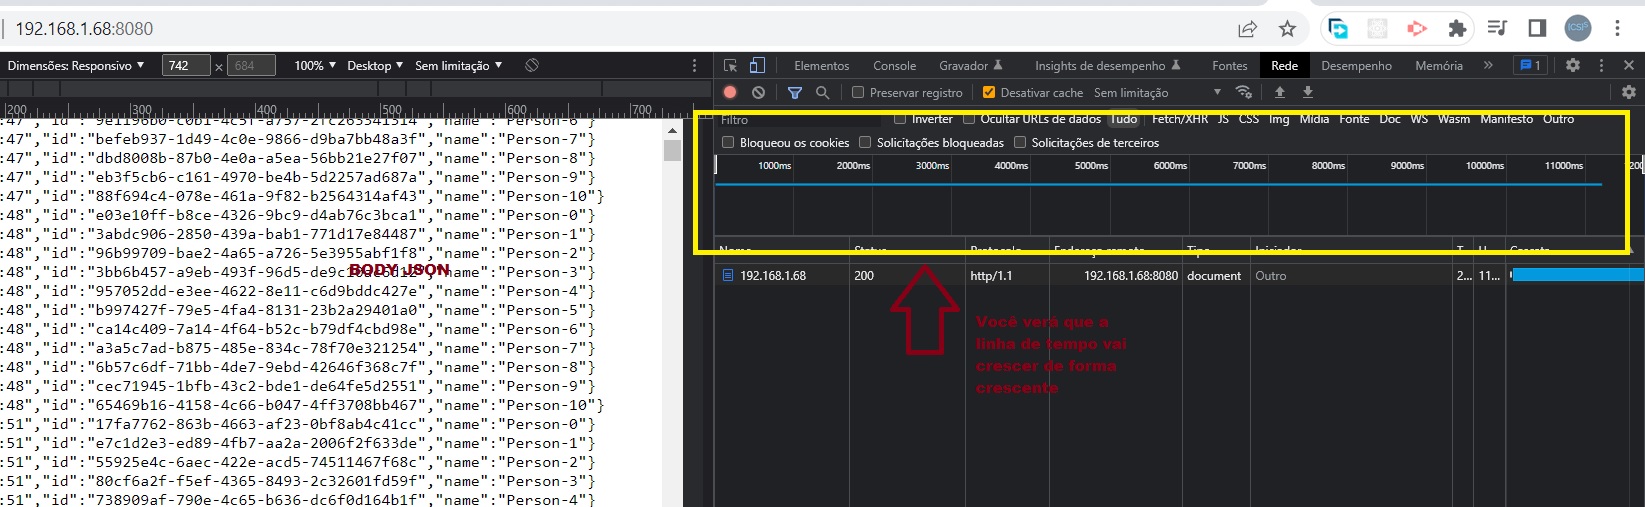 192.168.1.68:8080
Dimensões: Responsivo 742 × 684 100% Desktop Sem limitação
Elementos Console Gravador Insights de desempenho Fontes Rede Desempenho Memória » 1
Preservar registro Desativar cache Sem limitação
200 300 400 500 600 700
Filtro Inverter Ocultar URLs de dados Tudo Fetch/XHR JS CSS Img Mídia Fonte Doc WS Wasm Manifesto Outro
Bloqueou os cookies Solicitações bloqueadas Solicitações de terceiros
1000ms 2000ms 3000ms 4000ms 5000ms 6000ms 7000ms 8000ms 9000ms 10000ms 11000ms
Nome Status Protocolo Endereço remoto Tipo Iniciador T... H... Cascata
192.168.1.68 200 http/1.1 192.168.1.68:8080 document Outro 2... 11...
Você verá que a
linha de tempo vai
crescer de forma
crescente
:47","id":"befeb937-1d49-4c0e-9866-d9ba7bb48a3f","name":"Person-7"}
:47","id":"dbd8008b-87b0-4e0a-a5ea-56bb21e27f07","name":"Person-8"}
:47","id":"eb3f5cb6-c161-4970-be4b-5d2257ad687a","name":"Person-9"}
:47","id":"88f694c4-078e-461a-9f82-b2564314af43","name":"Person-10"}
:48","id":"e03e10ff-b8ce-4326-9bc9-d4ab76c3bca1","name":"Person-0"}
:48","id":"3abdc906-2850-439a-bab1-771d17e84487","name":"Person-1"}
:48","id":"96b99709-bae2-4a65-a726-5e3955abf1f8","name":"Person-2"}
:48","id":"3bb6b457-a9eb-493f-96d5-de9c ,"name":"Person-3"}
BODY JSON
:48","id":"957052dd-e3ee-4622-8e11-c6d9bddc427e","name":"Person-4"}
:48","id":"b997427f-79e5-4fa4-8131-23b2a29401a0","name":"Person-5"}
:48","id":"ca14c409-7a14-4f64-b52c-b79df4cbd98e","name":"Person-6"}
:48","id":"a3a5c7ad-b875-485e-834c-78f70e321254","name":"Person-7"}
:48","id":"6b57c6df-71bb-4de7-9ebd-42646f368c7f","name":"Person-8"}
:48","id":"cec71945-1bfb-43c2-bde1-de64fe5d2551","name":"Person-9"}
:48","id":"65469b16-4158-4c66-b047-4ff3708bb467","name":"Person-10"}
:51","id":"17fa7762-863b-4663-af23-0bf8ab4c41cc","name":"Person-0"}
:51","id":"e7c1d2e3-ed89-4fb7-aa2a-2006f2f633de","name":"Person-1"}
:51","id":"55925e4c-6aec-422e-acd5-74511467f68c","name":"Person-2"}
:51","id":"80cf6a2f-f5ef-4365-8493-2c32601fd59f","name":"Person-3"}
:51","id":"738909af-790e-4c65-b636-dc6f0d164b1f","name":"Person-4"}